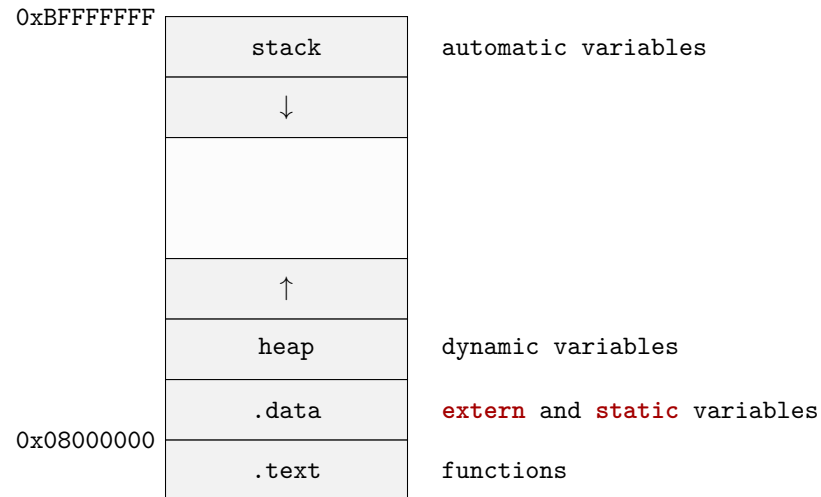 0xBFFFFFFF
stack automatic variables
↓
↑
heap dynamic variables
.data extern and static variables
0x08000000
.text functions